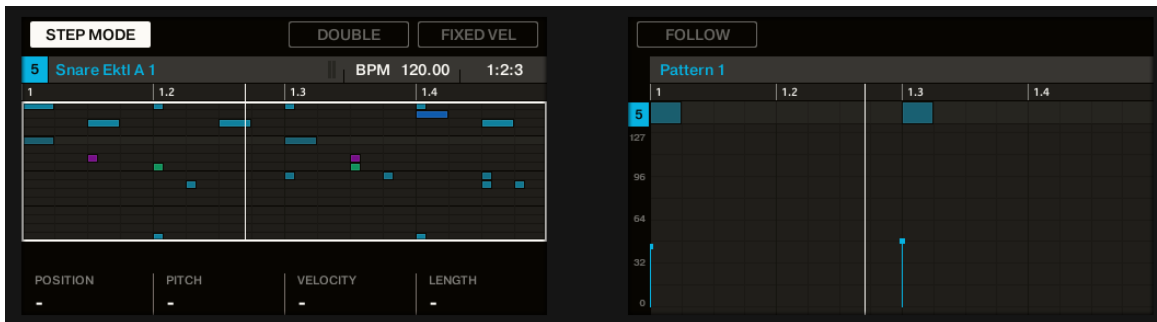 STEP MODE DOUBLE FIXED VEL
5 Snare Ektl A 1 BPM 120.00 1:2:3
1 1.2 1.3 1.4
POSITION PITCH VELOCITY LENGTH
- - - -
FOLLOW
Pattern 1
1 1.2 1.3 1.4
5
127
96
64
32
0